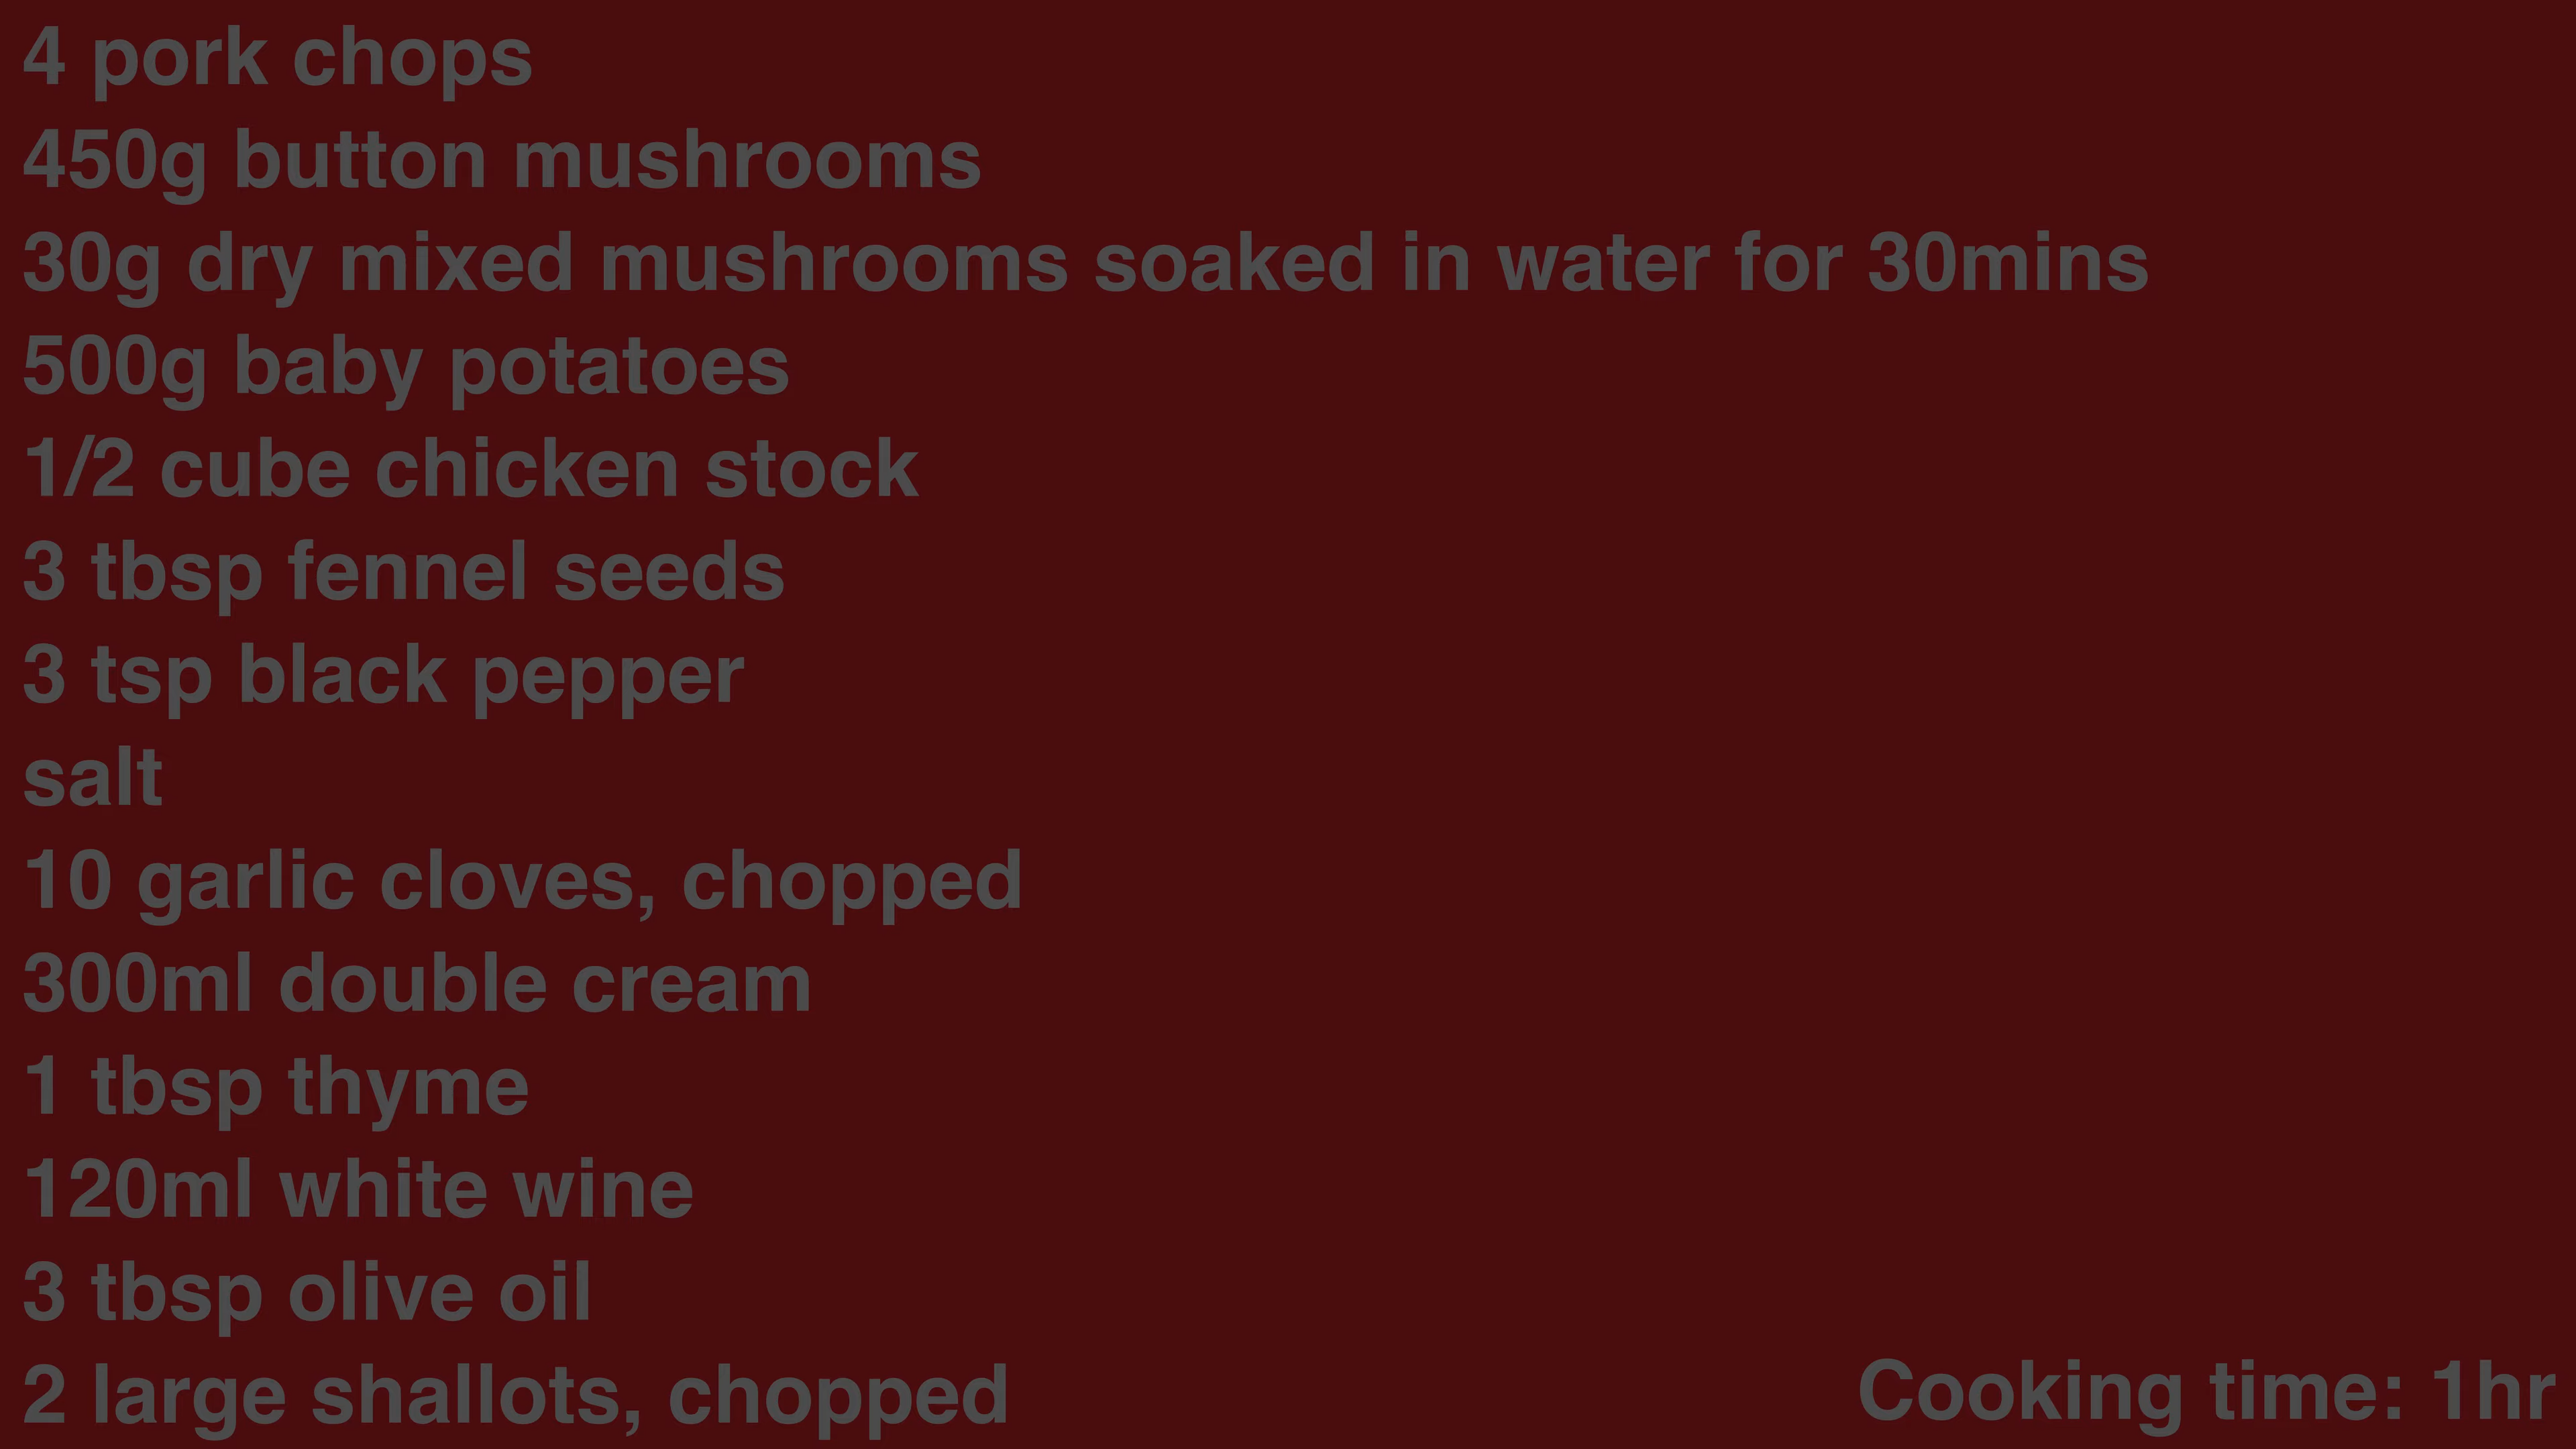 4 pork chops
450g button mushrooms
30g dry mixed mushrooms soaked in water for 30mins
500g baby potatoes
1/2 cube chicken stock
3 tbsp fennel seeds
3 tsp black pepper
salt
10 garlic cloves, chopped
300ml double cream
1 tbsp thyme
120ml white wine
3 tbsp olive oil
2 large shallots, chopped
Cooking time: 1hr